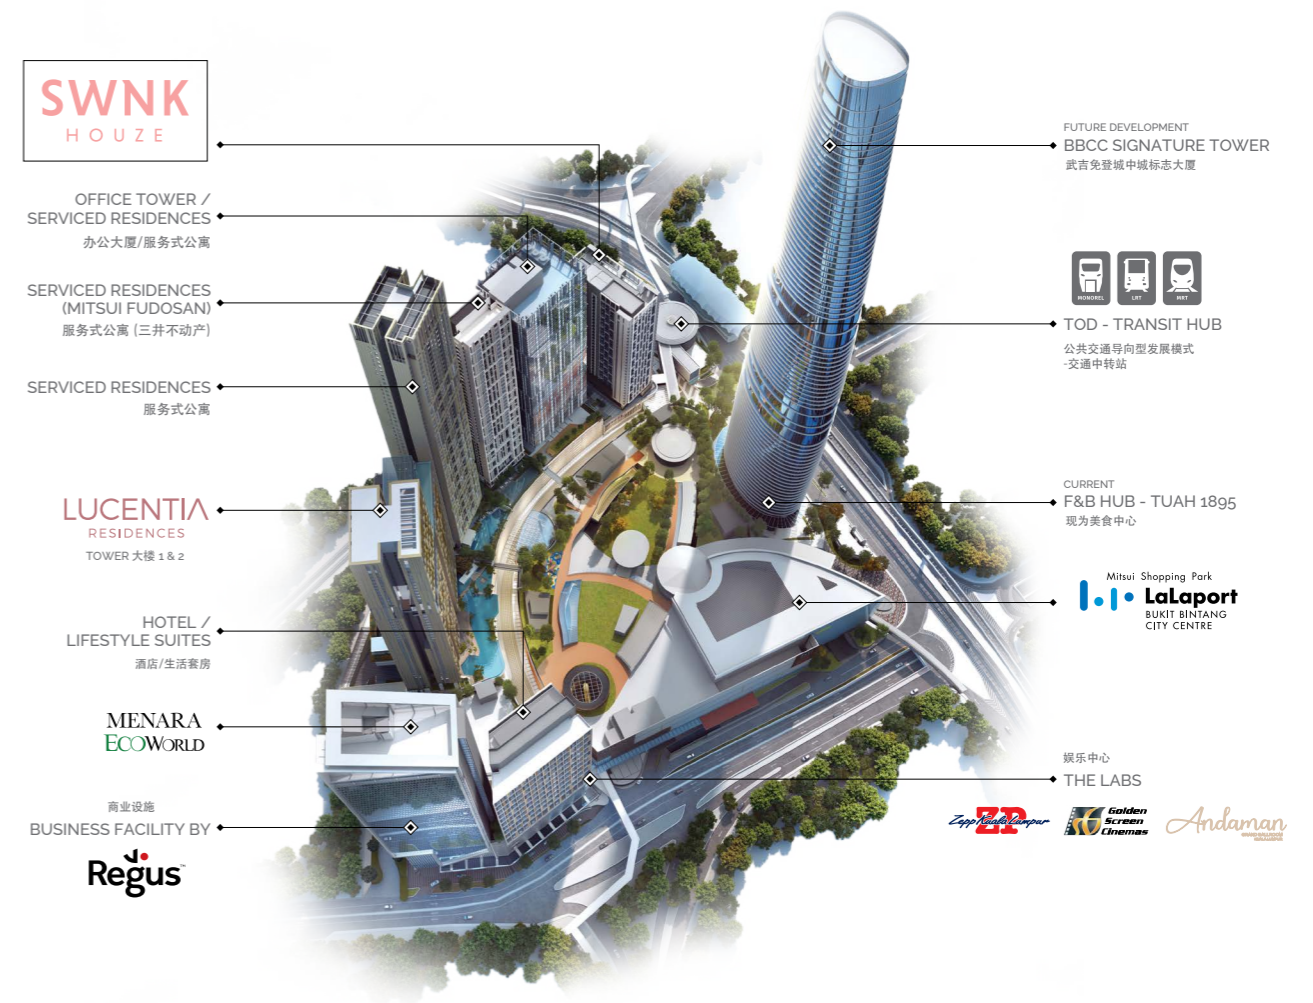 SWNK
HOUZE
OFFICE TOWER /
SERVICED RESIDENCES
办公大厦/服务式公寓
SERVICED RESIDENCES
(MITSUI FUDOSAN)
服务式公寓 (三井不动产)
SERVICED RESIDENCES
服务式公寓
LUCENTIA
RESIDENCES
TOWER 大楼 1 & 2
HOTEL /
LIFESTYLE SUITES
酒店/生活套房
MENARA
ECOWORLD
商业设施
BUSINESS FACILITY BY
Regus™
FUTURE DEVELOPMENT
BBCC SIGNATURE TOWER
武吉免登城中城标志大厦
MONOREL LRT MRT
TOD - TRANSIT HUB
公共交通导向型发展模式
-交通中转站
CURRENT
F&B HUB - TUAH 1895
现为美食中心
Mitsui Shopping Park
LaLaport
BUKIT BINTANG
CITY CENTRE
娱乐中心
THE LABS
ZP
Zepp Kuala Lumpur
Golden
Screen
Cinemas
Andaman